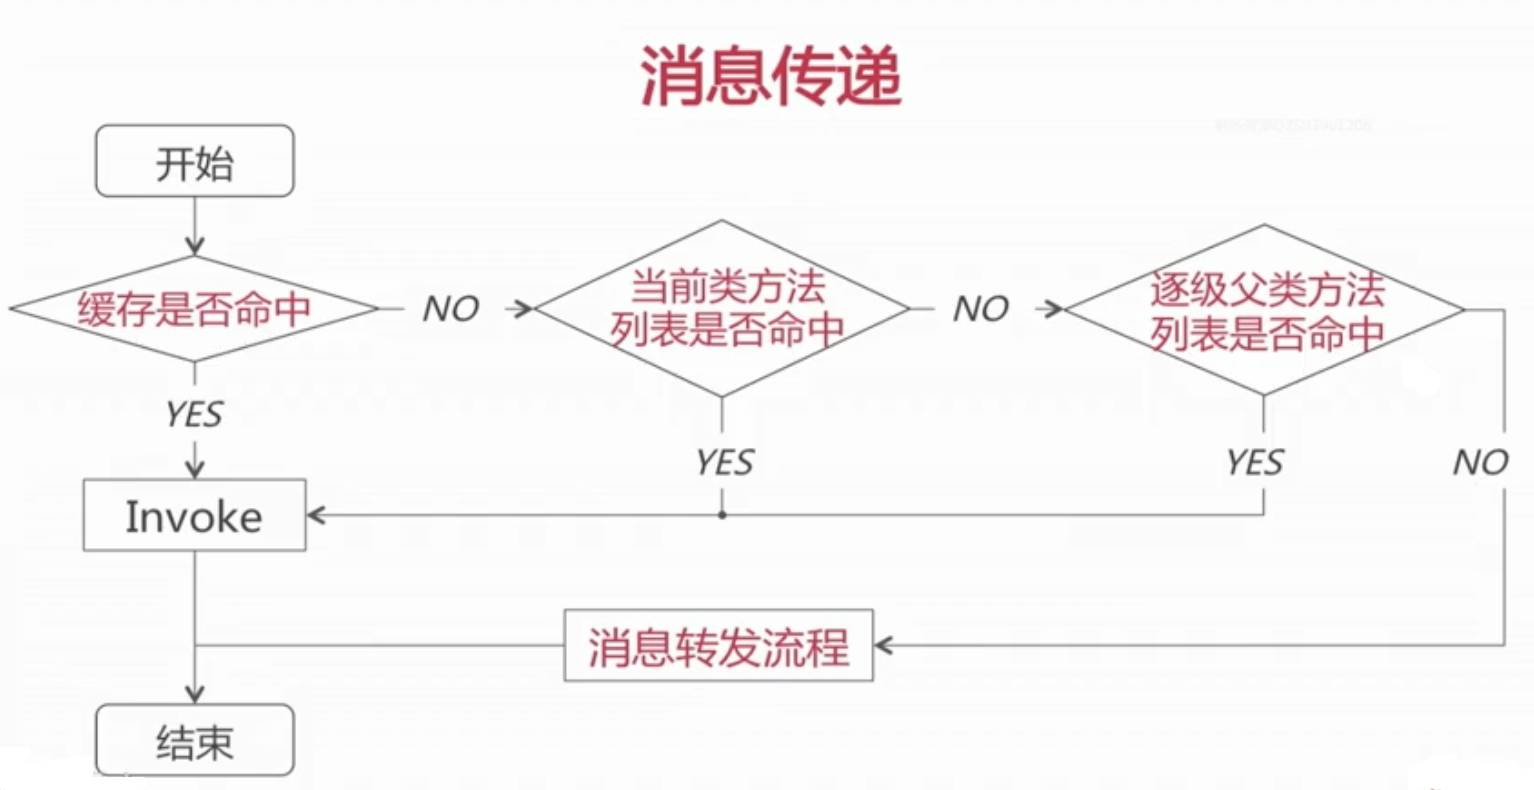 消息传递
开始
缓存是否命中
NO
当前类方法
列表是否命中
NO
逐级父类方法
列表是否命中
YES
YES
YES
NO
Invoke
消息转发流程
结束